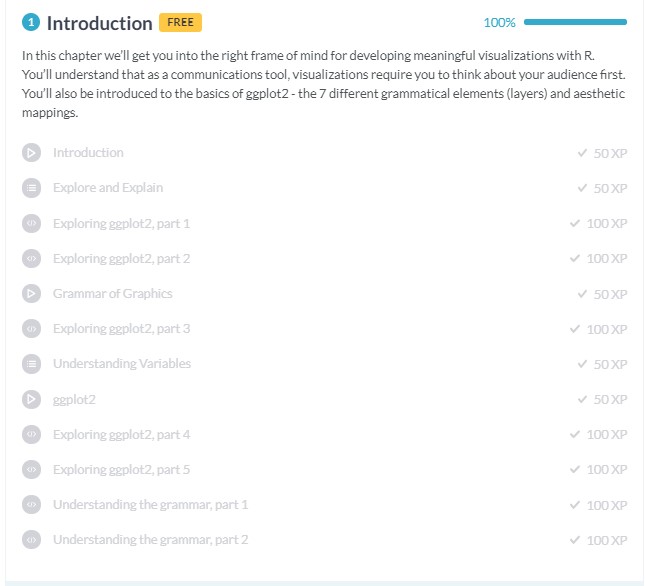 1 Introduction FREE 100%
In this chapter we'll get you into the right frame of mind for developing meaningful visualizations with R.
You'll understand that as a communications tool, visualizations require you to think about your audience first.
You'll also be introduced to the basics of ggplot2 - the 7 different grammatical elements (layers) and aesthetic
mappings.
Introduction 50 XP
Explore and Explain 50 XP
Exploring ggplot2, part 1 100 XP
Exploring ggplot2, part 2 100 XP
Grammar of Graphics 50 XP
Exploring ggplot2, part 3 100 XP
Understanding Variables 50 XP
ggplot2 50 XP
Exploring ggplot2, part 4 100 XP
Exploring ggplot2, part 5 100 XP
Understanding the grammar, part 1 100 XP
Understanding the grammar, part 2 100 XP